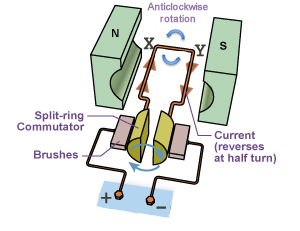 Anticlockwise
rotation
N
S
X
Y
Split-ring
Commutator
Brushes
Current
(reverses
at half turn)
+
-